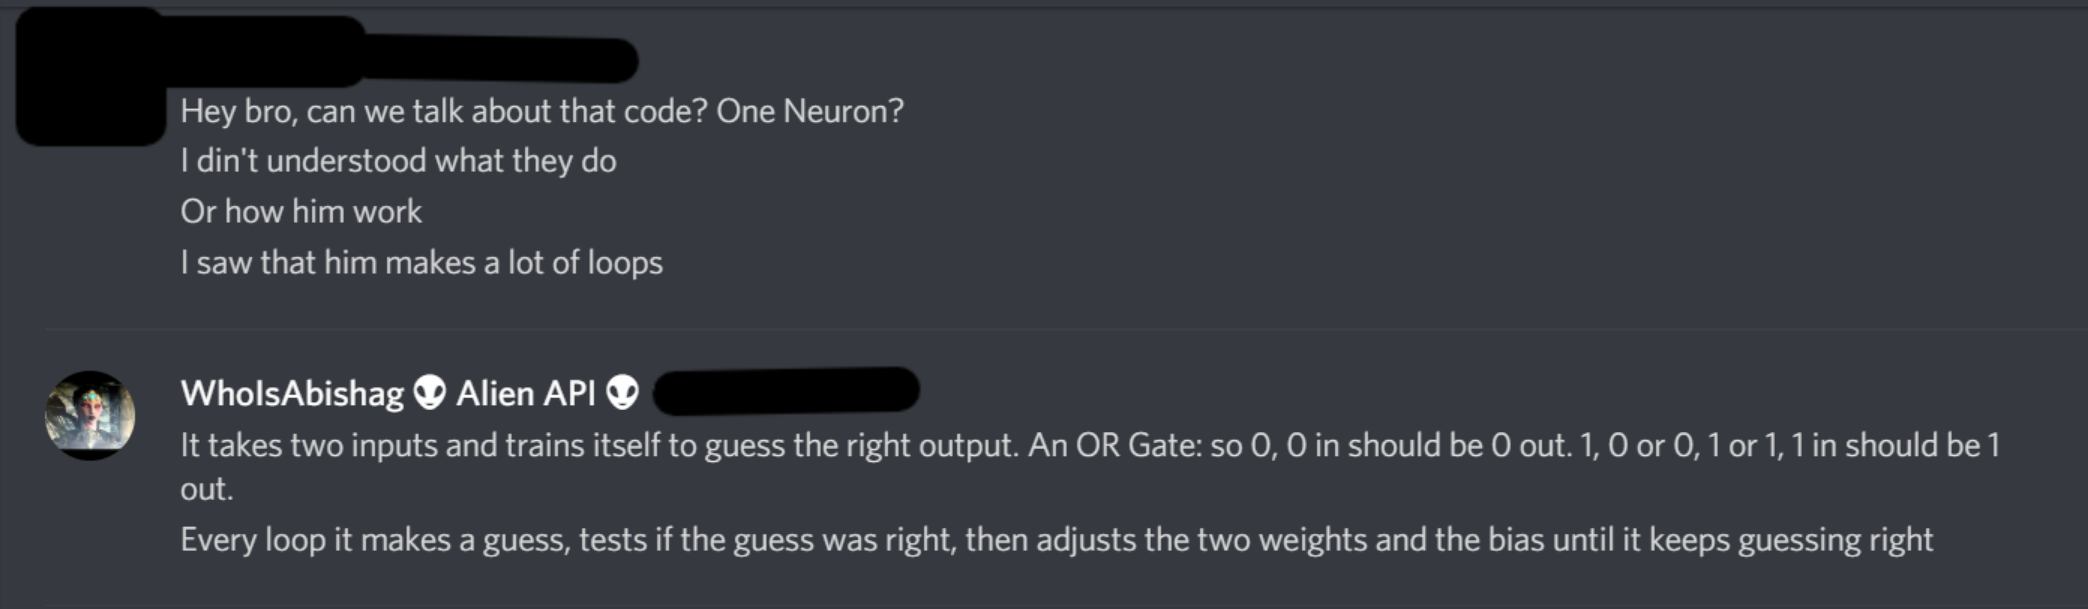 Hey bro, can we talk about that code? One Neuron?
I din't understood what they do
Or how him work
I saw that him makes a lot of loops
WhoIsAbishag 👽 Alien API 👽
It takes two inputs and trains itself to guess the right output. An OR Gate: so 0, 0 in should be 0 out. 1, 0 or 0, 1 or 1, 1 in should be 1
out.
Every loop it makes a guess, tests if the guess was right, then adjusts the two weights and the bias until it keeps guessing right